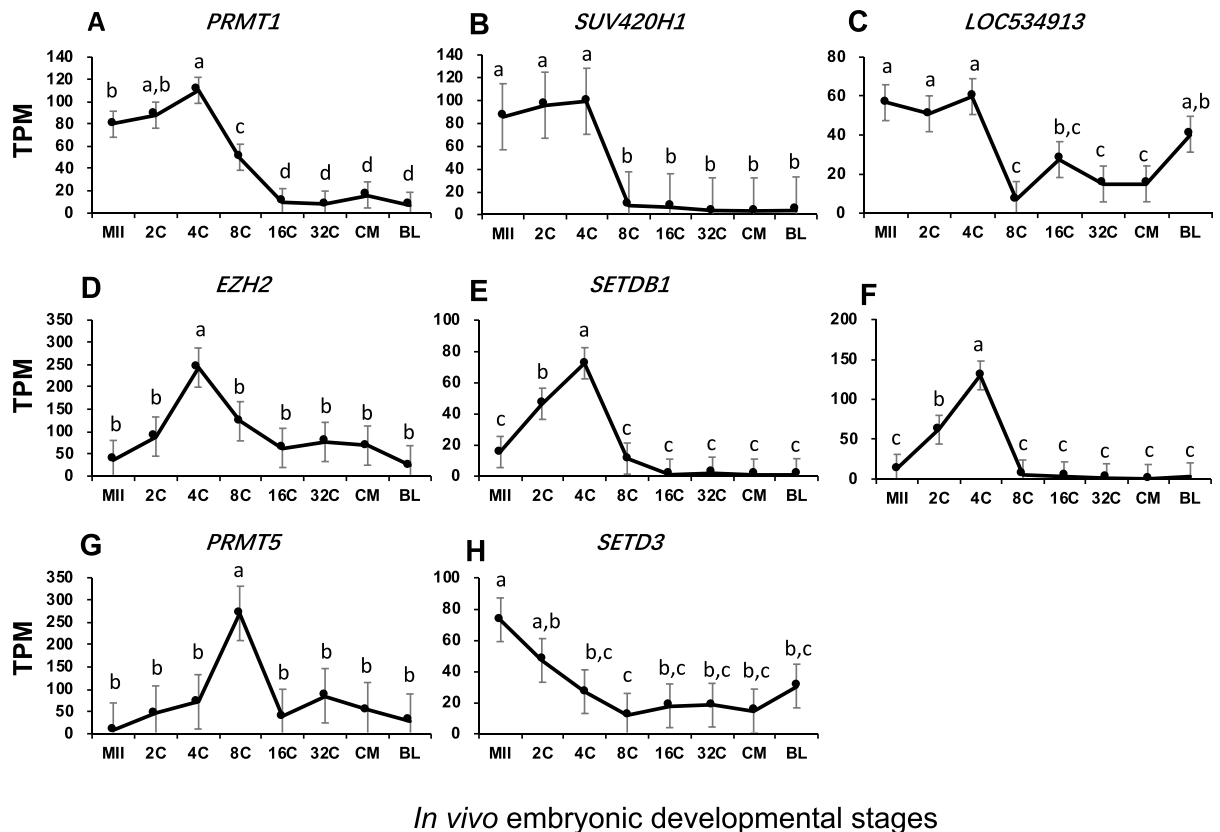 A PRMT1
TPM
140
120
100
80
60
40
20
0
b a,b a c d d d d
MII 2C 4C 8C 16C 32C CM BL
B SUV420H1
140
120
100
80
60
40
20
0
a a a b b b b b
MII 2C 4C 8C 16C 32C CM BL
C LOC534913
80
60
40
20
0
a a a c b,c c c a,b
MII 2C 4C 8C 16C 32C CM BL
D EZH2
TPM
350
300
250
200
150
100
50
0
b b a b b b b b
MII 2C 4C 8C 16C 32C CM BL
E SETDB1
100
80
60
40
20
0
c b a c c c c c
MII 2C 4C 8C 16C 32C CM BL
F
200
150
100
50
0
c b a c c c c c
MII 2C 4C 8C 16C 32C CM BL
G PRMT5
TPM
350
300
250
200
150
100
50
0
b b b a b b b b
MII 2C 4C 8C 16C 32C CM BL
H SETD3
100
80
60
40
20
0
a a,b b,c c b,c b,c b,c b,c
MII 2C 4C 8C 16C 32C CM BL
In vivo embryonic developmental stages